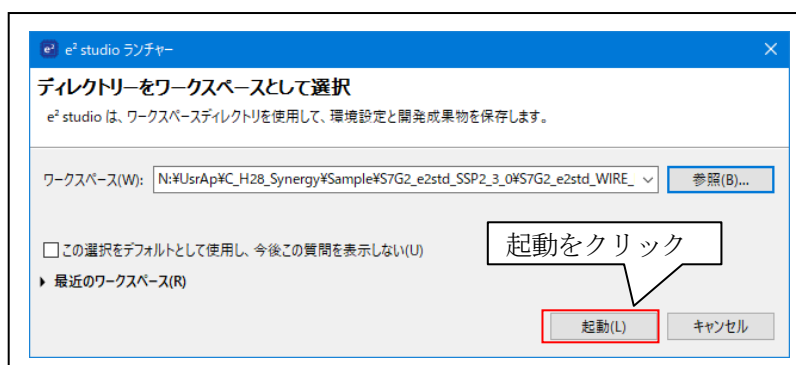 e² studio ランチャー
ディレクトリーをワークスペースとして選択
e² studio は、ワークスペースディレクトリを使用して、環境設定と開発成果物を保存します。
ワークスペース(W): N:¥UsrAp¥C_H28_Synergy¥Sample¥S7G2_e2std_SSP2_3_0¥S7G2_e2std_WIRE_ 参照(B)...
起動をクリック
この選択をデフォルトとして使用し、今後この質問を表示しない(U)
最近のワークスペース(R)
起動(L) キャンセル